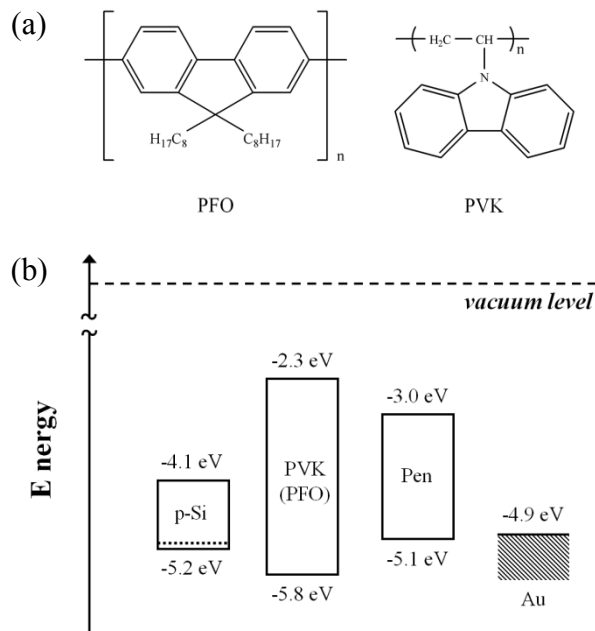 (a)
H₁₇C₈ C₈H₁₇
n
PFO
H₂C CH
n
N
PVK
(b)
vacuum level
E nergy
-2.3 eV
-3.0 eV
-4.1 eV
PVK
(PFO)
Pen
p-Si
-4.9 eV
-5.2 eV
-5.1 eV
-5.8 eV
Au